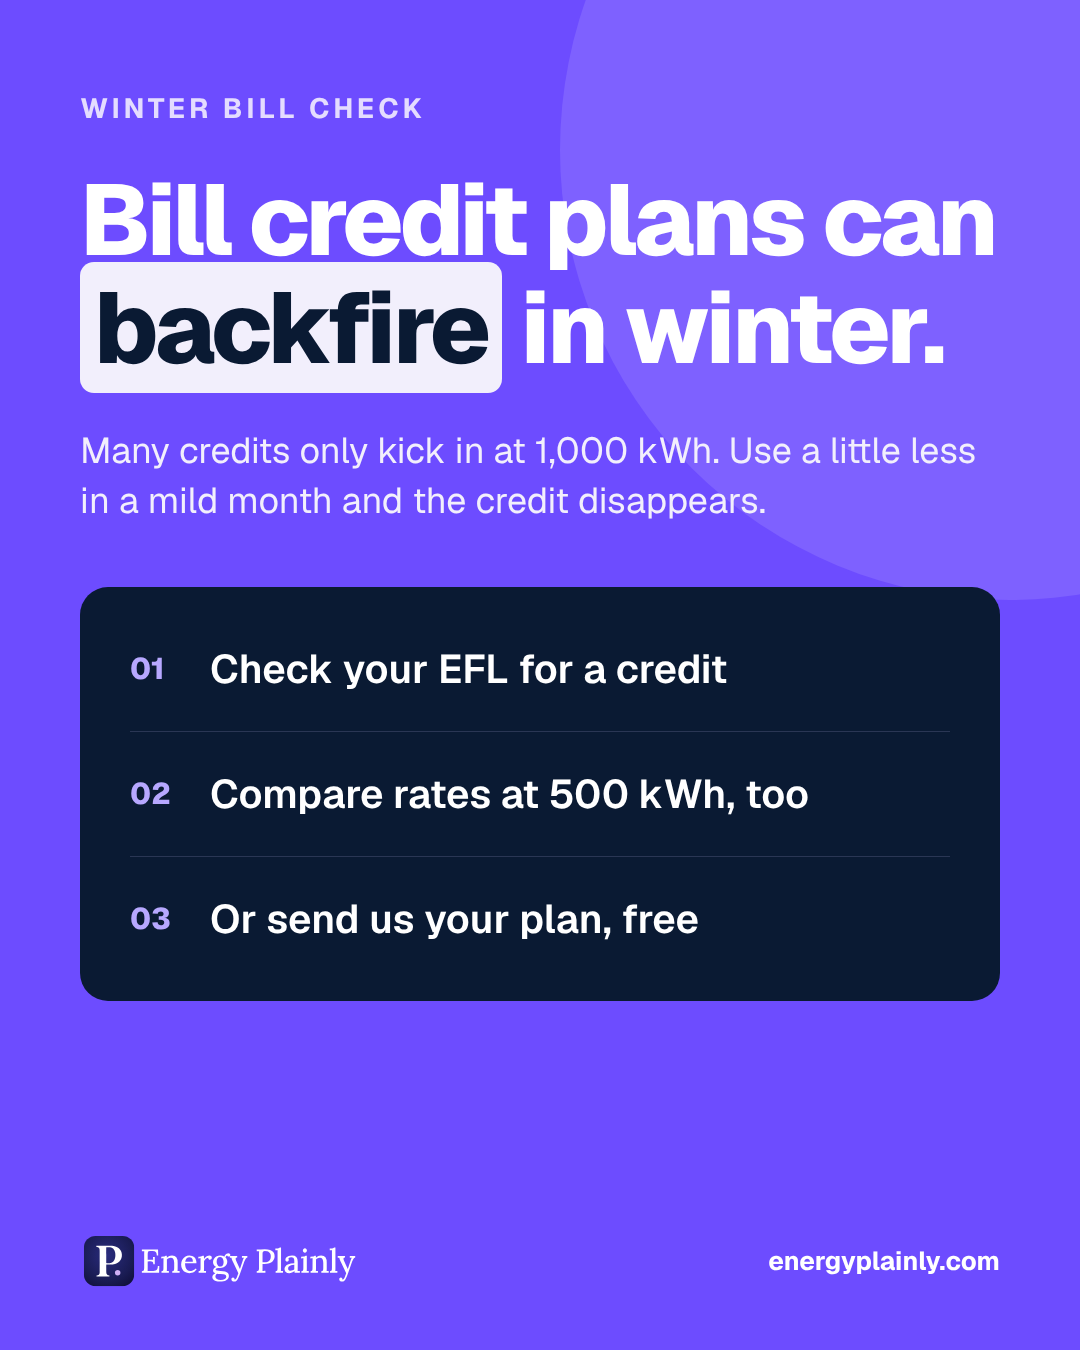 WINTER BILL CHECK
Bill credit plans can
backfire in winter.
Many credits only kick in at 1,000 kWh. Use a little less
in a mild month and the credit disappears.
01 Check your EFL for a credit
02 Compare rates at 500 kWh, too
03 Or send us your plan, free
P. Energy Plainly
energyplainly.com